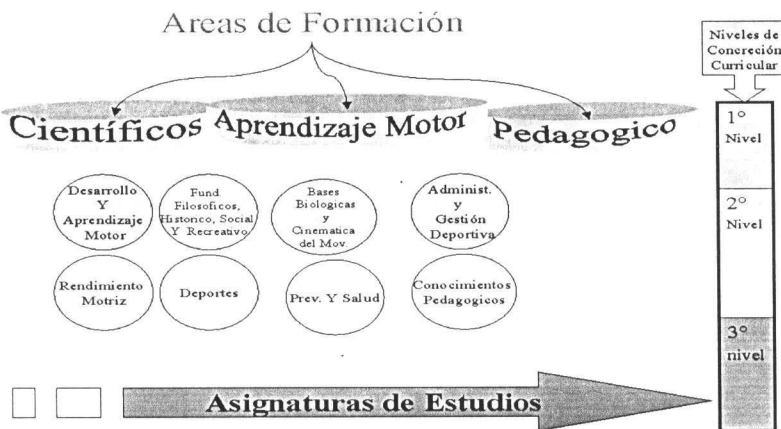 Areas de Formación
Niveles de
Concreción
Curricular
Científicos
Aprendizaje Motor
Pedagogico
1°
Nivel
Desarrollo
Y
Aprendizaje
Motor
Fund.
Filosoficos,
Historico, Social
Y Recreativo
Bases
Biologicas
y
Cinematica
del Mov.
Administ.
y
Gestión
Deportiva
2°
Nivel
Rendimiento
Motriz
Deportes
Prev. Y Salud
Conocimientos
Pedagogicos
3°
nivel
Asignaturas de Estudios